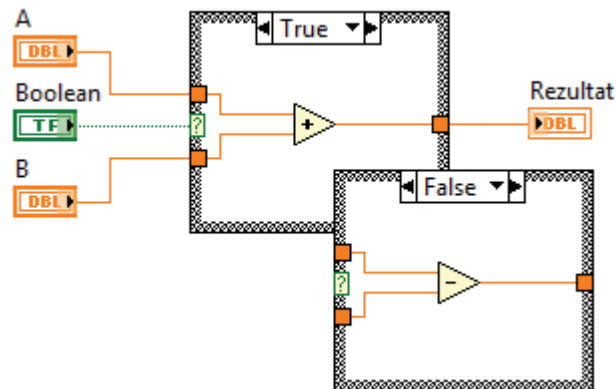 A
DBL
True
Boolean
TF
?
+
Rezultat
DBL
B
DBL
False
?
-